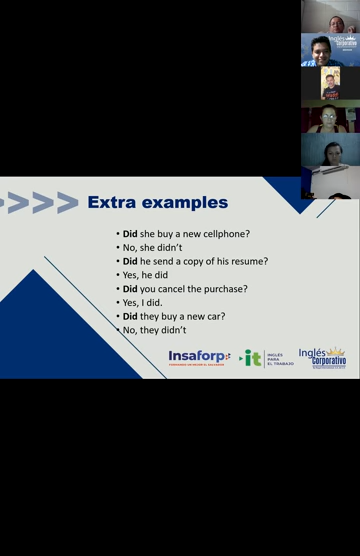 Extra examples
• Did she buy a new cellphone?
• No, she didn't
• Did he send a copy of his resume?
• Yes, he did
• Did you cancel the purchase?
• Yes, I did.
• Did they buy a new car?
• No, they didn't
Insaforp
it
INGLÉS
PARA
EL TRABAJO
Inglés
Corporativo